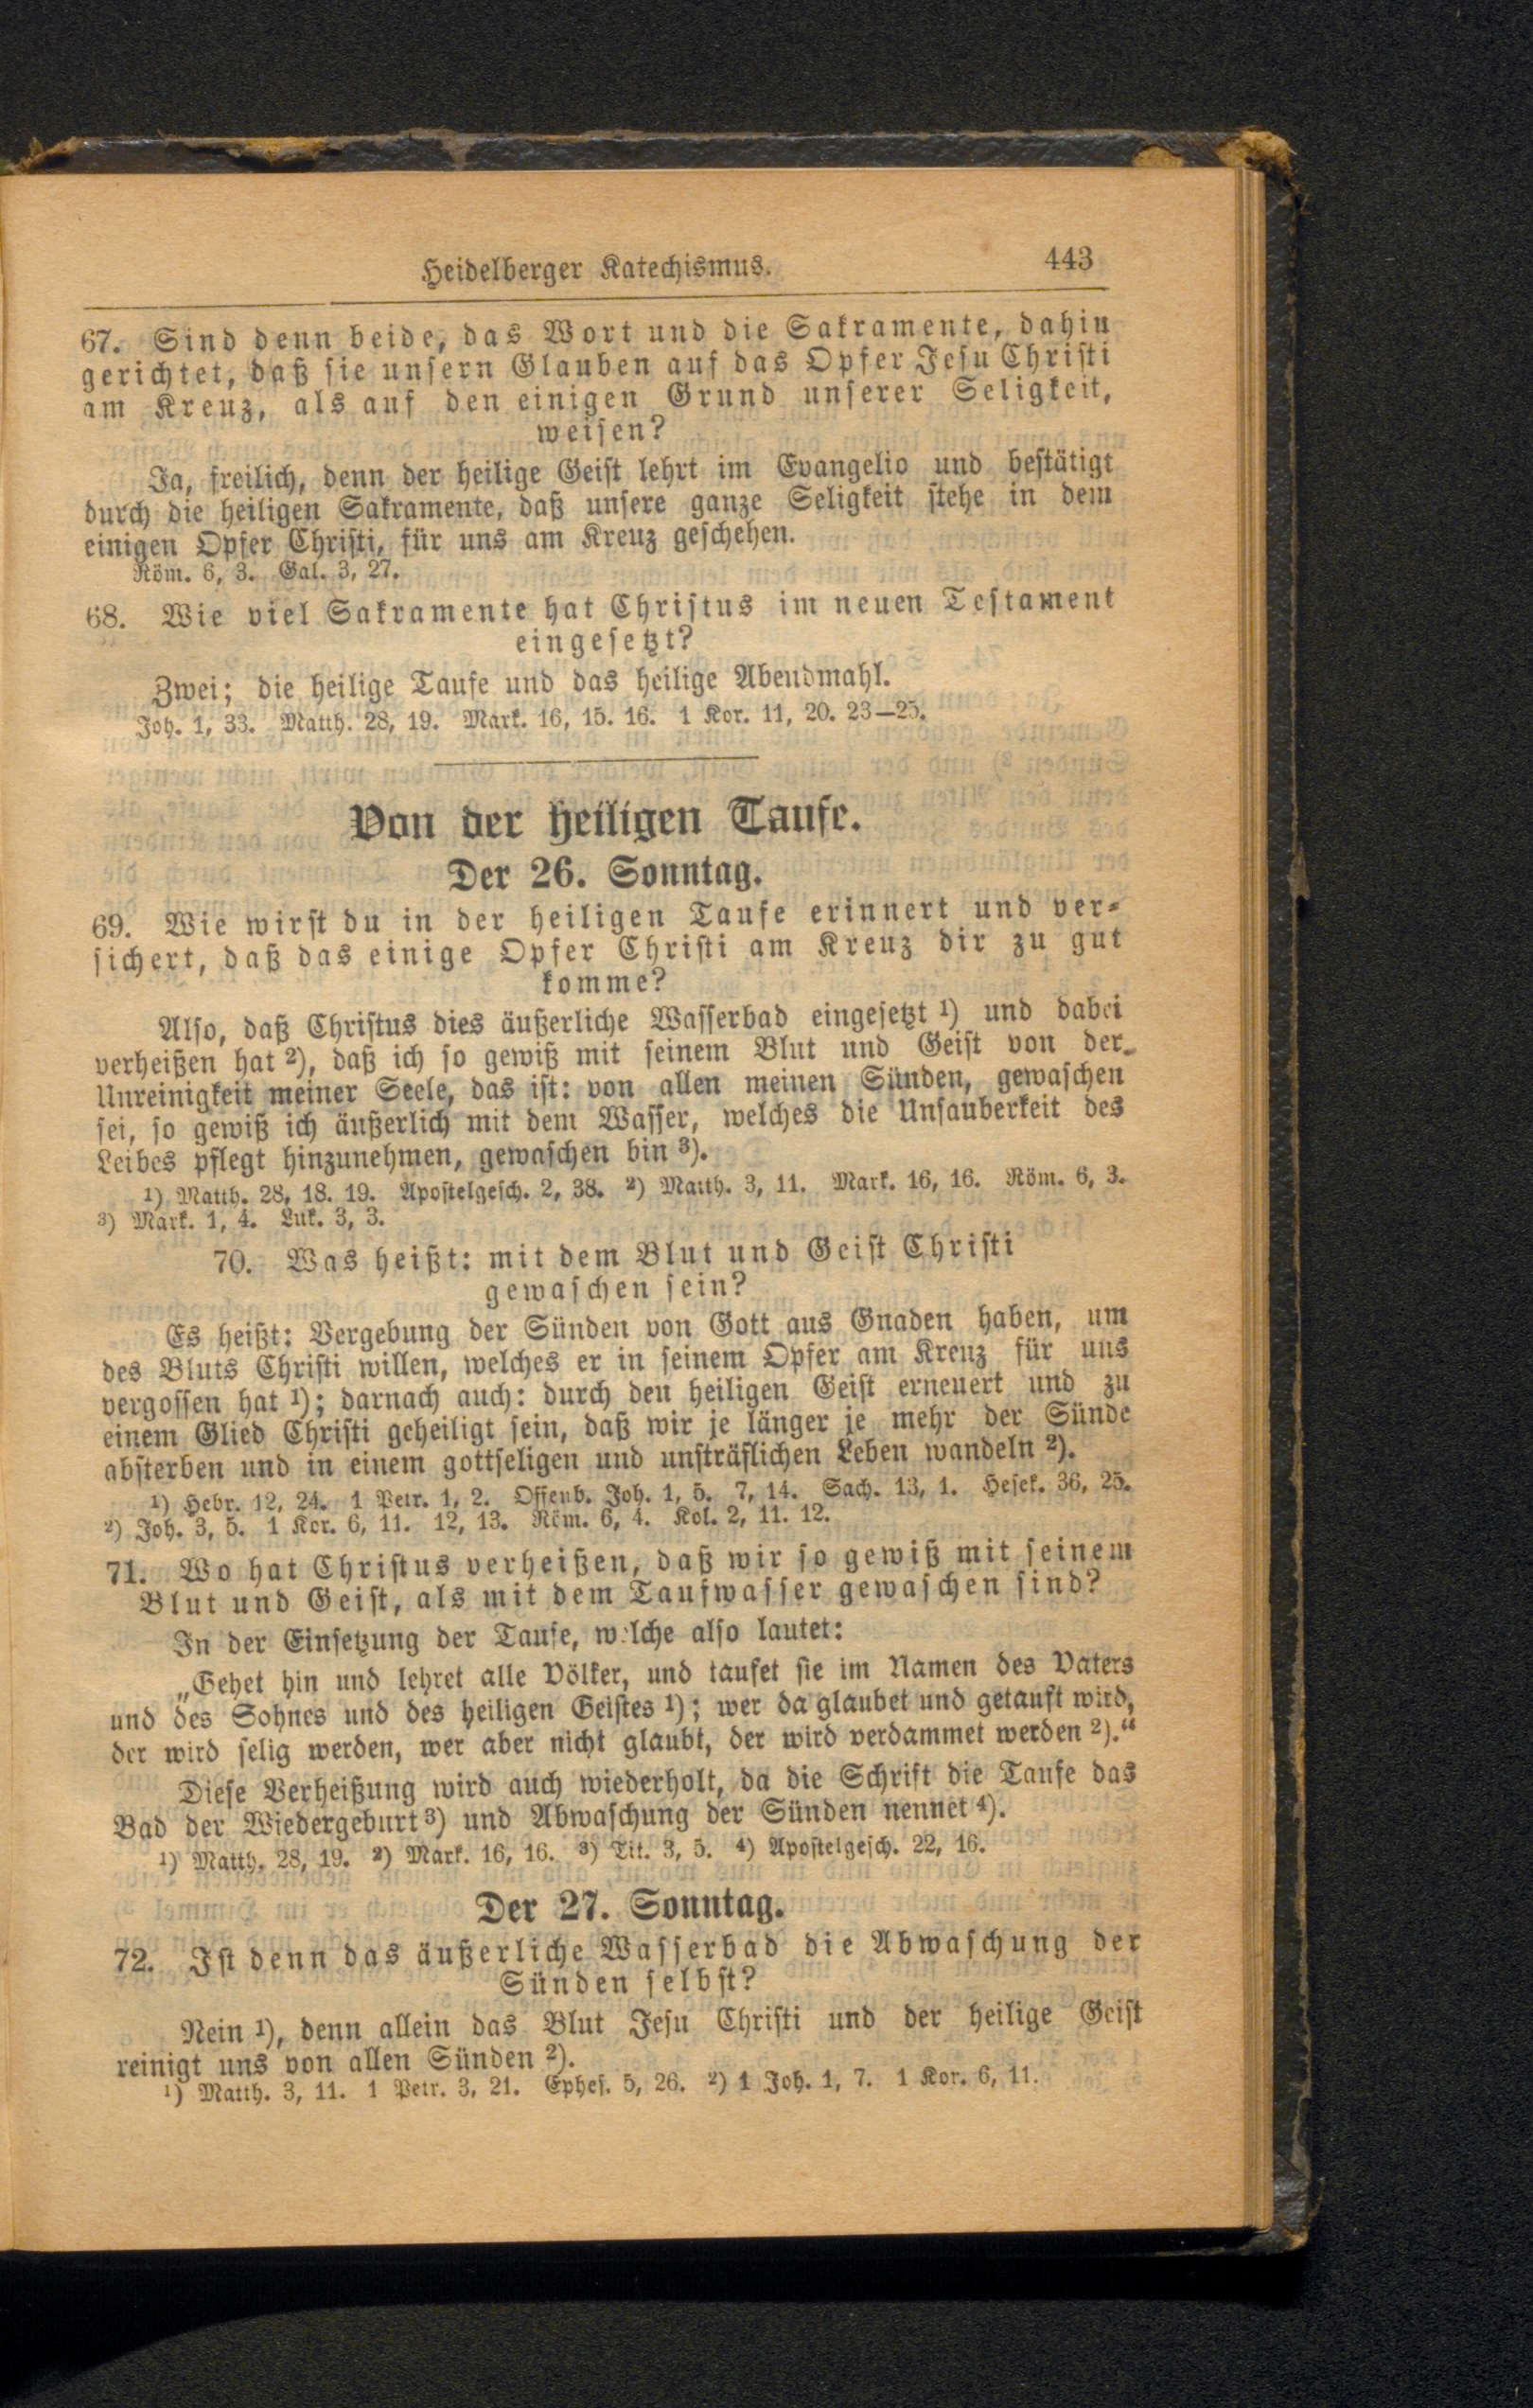 Heidelberger Katechismus. 443
67. Sind denn beide, das Wort und die Sakramente, dahin
gerichtet, daß sie unsern Glauben auf das Opfer Jesu Christi
am Kreuz, als auf den einigen Grund unserer Seligkeit,
weisen?
Ja, freilich, denn der heilige Geist lehrt im Evangelio und bestätigt
durch die heiligen Sakramente, daß unsere ganze Seligkeit stehe in dem
einigen Opfer Christi, für uns am Kreuz geschehen.
Röm. 6, 3. Gal. 3, 27.
68. Wie viel Sakramente hat Christus im neuen Testament
eingesetzt?
Zwei; die heilige Taufe und das heilige Abendmahl.
Joh. 1, 33. Matth. 28, 19. Mark. 16, 15. 16. 1 Kor. 11, 20. 23–25.
Von der heiligen Taufe.
Der 26. Sonntag.
69. Wie wirst du in der heiligen Taufe erinnert und ver-
sichert, daß das einige Opfer Christi am Kreuz dir zu gut
komme?
Also, daß Christus dies äußerliche Wasserbad eingesetzt ¹) und dabei
verheißen hat ²), daß ich so gewiß mit seinem Blut und Geist von der
Unreinigkeit meiner Seele, das ist: von allen meinen Sünden, gewaschen
sei, so gewiß ich äußerlich mit dem Wasser, welches die Unsauberkeit des
Leibes pflegt hinzunehmen, gewaschen bin ³).
¹) Matth. 28, 18. 19. Apostelgesch. 2, 38. ²) Matth. 3, 11. Mark. 16, 16. Röm. 6, 3.
³) Mark. 1, 4. Luk. 3, 3.
70. Was heißt: mit dem Blut und Geist Christi
gewaschen sein?
Es heißt: Vergebung der Sünden von Gott aus Gnaden haben, um
des Bluts Christi willen, welches er in seinem Opfer am Kreuz für uns
vergossen hat ¹); darnach auch: durch den heiligen Geist erneuert und zu
einem Glied Christi geheiligt sein, daß wir je länger je mehr der Sünde
absterben und in einem gottseligen und unsträflichen Leben wandeln ²).
¹) Hebr. 12, 24. 1 Petr. 1, 2. Offenb. Joh. 1, 5. 7, 14. Sach. 13, 1. Hesek. 36, 25.
²) Joh. 3, 5. 1 Kor. 6, 11. 12, 13. Röm. 6, 4. Kol. 2, 11. 12.
71. Wo hat Christus verheißen, daß wir so gewiß mit seinem
Blut und Geist, als mit dem Taufwasser gewaschen sind?
In der Einsetzung der Taufe, welche also lautet:
„Gehet hin und lehret alle Völker, und taufet sie im Namen des Vaters
und des Sohnes und des heiligen Geistes ¹); wer da glaubet und getauft wird,
der wird selig werden, wer aber nicht glaubt, der wird verdammet werden ²).“
Diese Verheißung wird auch wiederholt, da die Schrift die Taufe das
Bad der Wiedergeburt ³) und Abwaschung der Sünden nennet ⁴).
¹) Matth. 28, 19. ²) Mark. 16, 16. ³) Tit. 3, 5. ⁴) Apostelgesch. 22, 16.
Der 27. Sonntag.
72. Ist denn das äußerliche Wasserbad die Abwaschung der
Sünden selbst?
Nein ¹), denn allein das Blut Jesu Christi und der heilige Geist
reinigt uns von allen Sünden ²).
¹) Matth. 3, 11. 1 Petr. 3, 21. Ephes. 5, 26. ²) 1 Joh. 1, 7. 1 Kor. 6, 11.